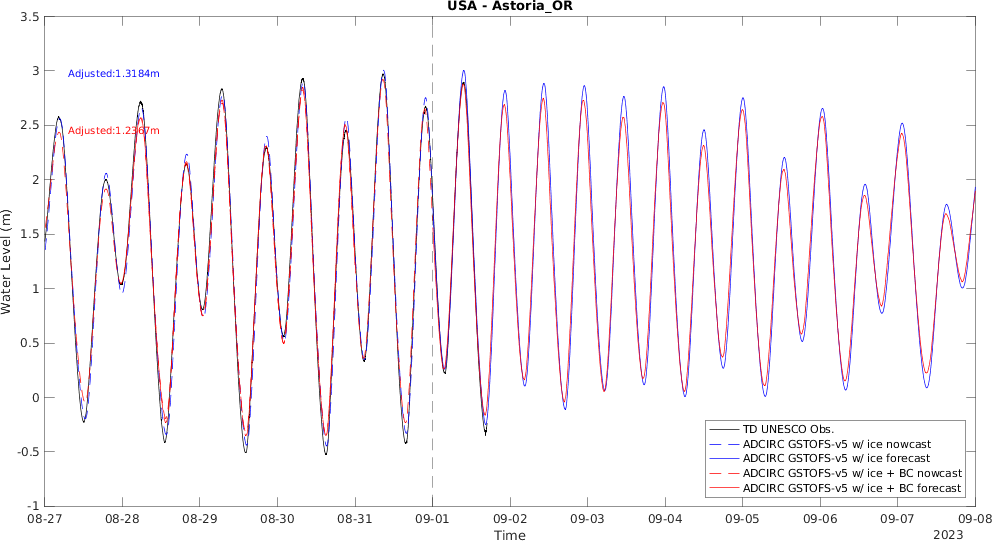 USA - Astoria_OR
3.5
3
2.5
2
1.5
1
0.5
0
-0.5
-1
Water Level (m)
Adjusted:1.3184m
Adjusted:1.2367m
TD UNESCO Obs.
ADCIRC GSTOFS-v5 w/ ice nowcast
ADCIRC GSTOFS-v5 w/ ice forecast
ADCIRC GSTOFS-v5 w/ ice + BC nowcast
ADCIRC GSTOFS-v5 w/ ice + BC forecast
08-27 08-28 08-29 08-30 08-31 09-01 09-02 09-03 09-04 09-05 09-06 09-07 09-08
Time
2023